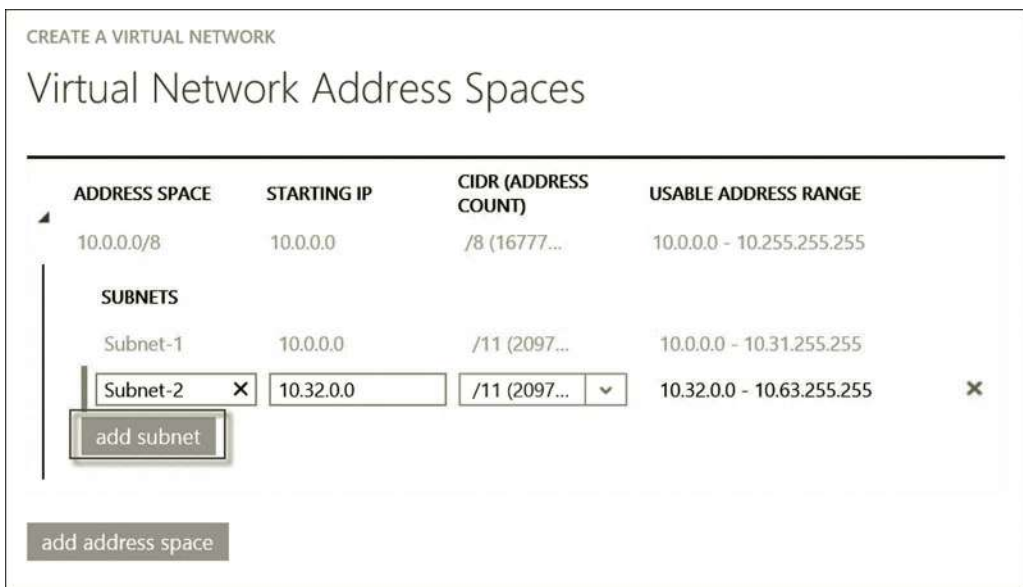 CREATE A VIRTUAL NETWORK
Virtual Network Address Spaces
ADDRESS SPACE STARTING IP CIDR (ADDRESS COUNT) USABLE ADDRESS RANGE
10.0.0.0/8 10.0.0.0 /8 (16777... 10.0.0.0 - 10.255.255.255
SUBNETS
Subnet-1 10.0.0.0 /11 (2097... 10.0.0.0 - 10.31.255.255
Subnet-2 10.32.0.0 /11 (2097... 10.32.0.0 - 10.63.255.255
add subnet
add address space